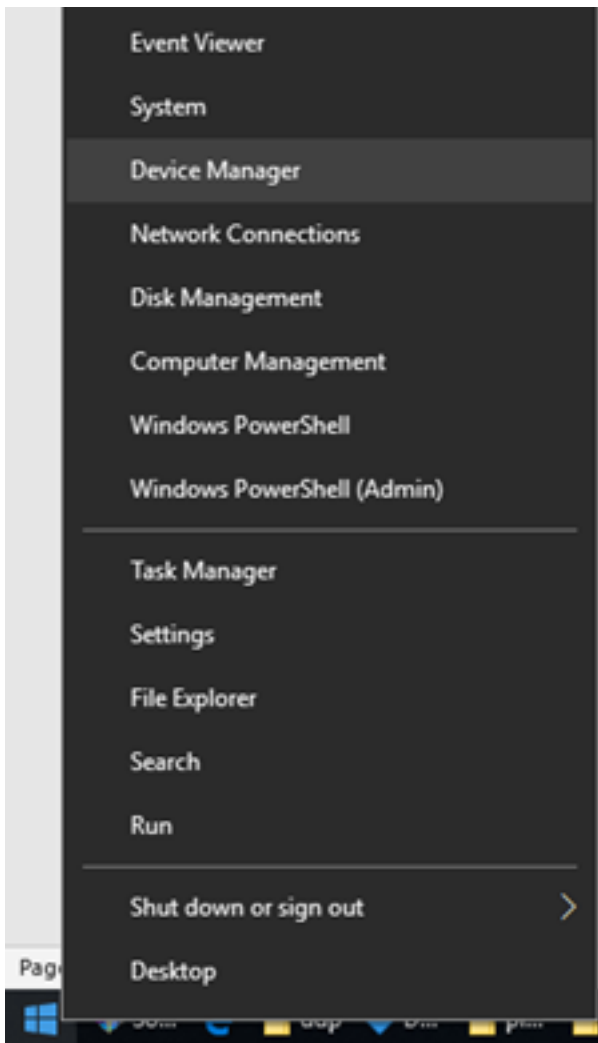 Event Viewer
System
Device Manager
Network Connections
Disk Management
Computer Management
Windows PowerShell
Windows PowerShell (Admin)
Task Manager
Settings
File Explorer
Search
Run
Shut down or sign out
Desktop